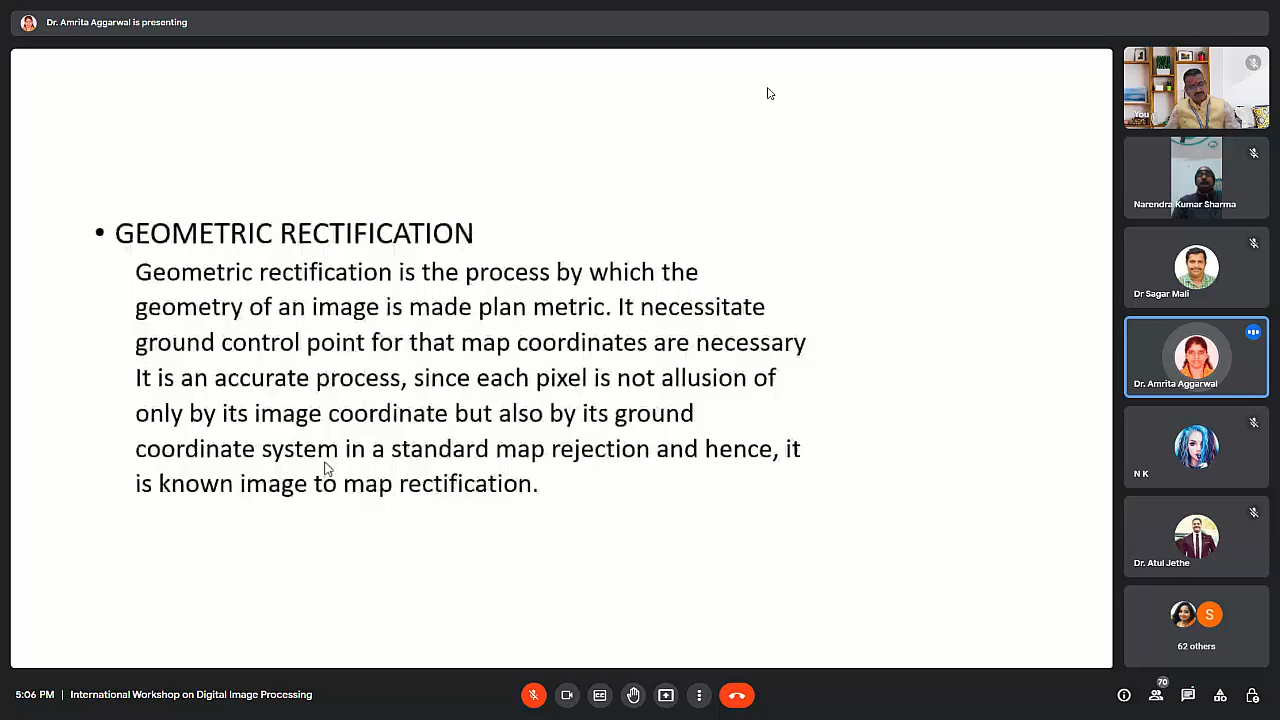 Dr. Amrita Aggarwal is presenting
• GEOMETRIC RECTIFICATION
Geometric rectification is the process by which the
geometry of an image is made plan metric. It necessitate
ground control point for that map coordinates are necessary
It is an accurate process, since each pixel is not allusion of
only by its image coordinate but also by its ground
coordinate system in a standard map rejection and hence, it
is known image to map rectification.
You
Narendra Kumar Sharma
Dr Sagar Mali
Dr. Amrita Aggarwal
N K
Dr. Atul Jethe
S
62 others
5:06 PM | International Workshop on Digital Image Processing
70